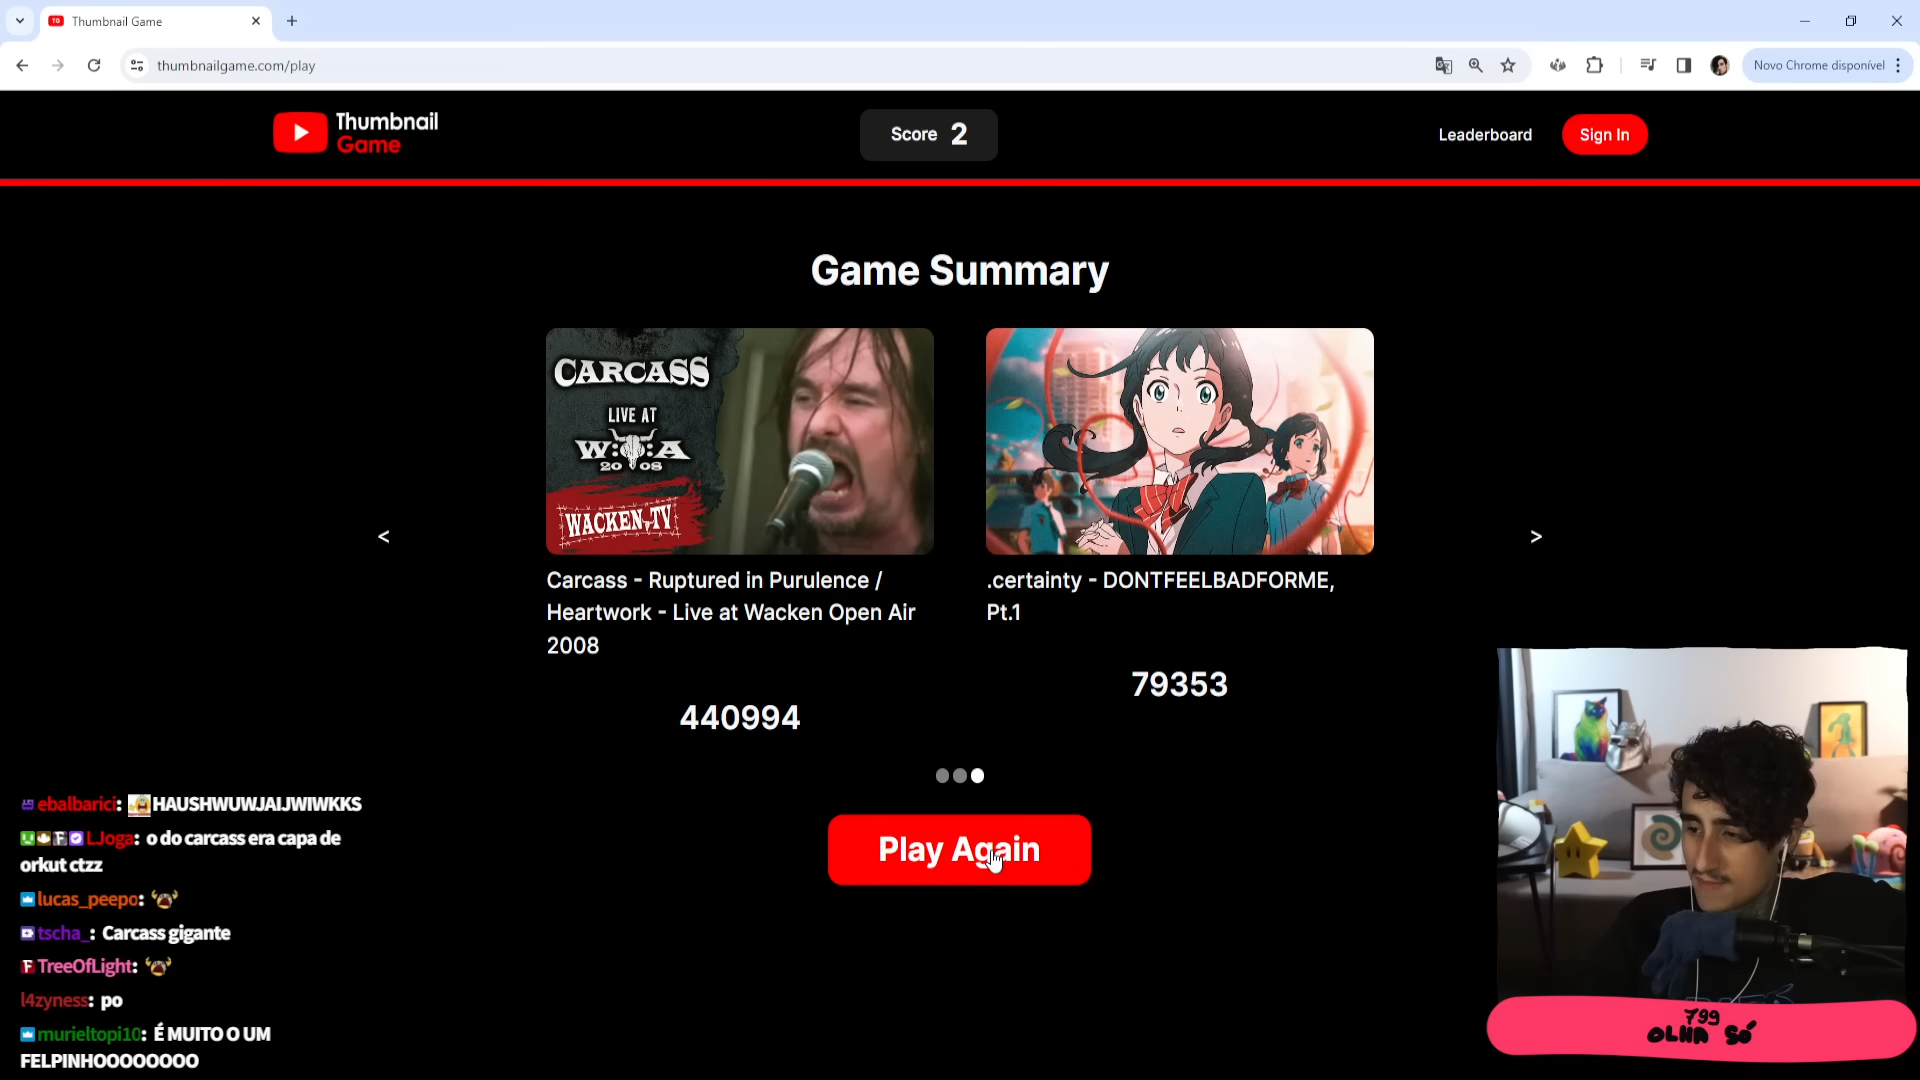 Thumbnail Game
thumbnailgame.com/play
Novo Chrome disponível
Thumbnail
Game
Score 2
Leaderboard
Sign In
Game Summary
CARCASS
LIVE AT
W:O:A
20 08
WACKEN.TV
Carcass - Ruptured in Purulence /
Heartwork - Live at Wacken Open Air
2008
440994
.certainty - DONTFEELBADFORME,
Pt.1
79353
<
>
Play Again
ebalbarici: HAUSHWUWJAIJWIWKKS
LJoga: o do carcass era capa de
orkut ctzz
lucas_peepo:
tscha_: Carcass gigante
TreeOfLight:
l4zyness: po
murieltopi10: É MUITO O UM
FELPINHOOOOOOOO
799
OLHA SÓ